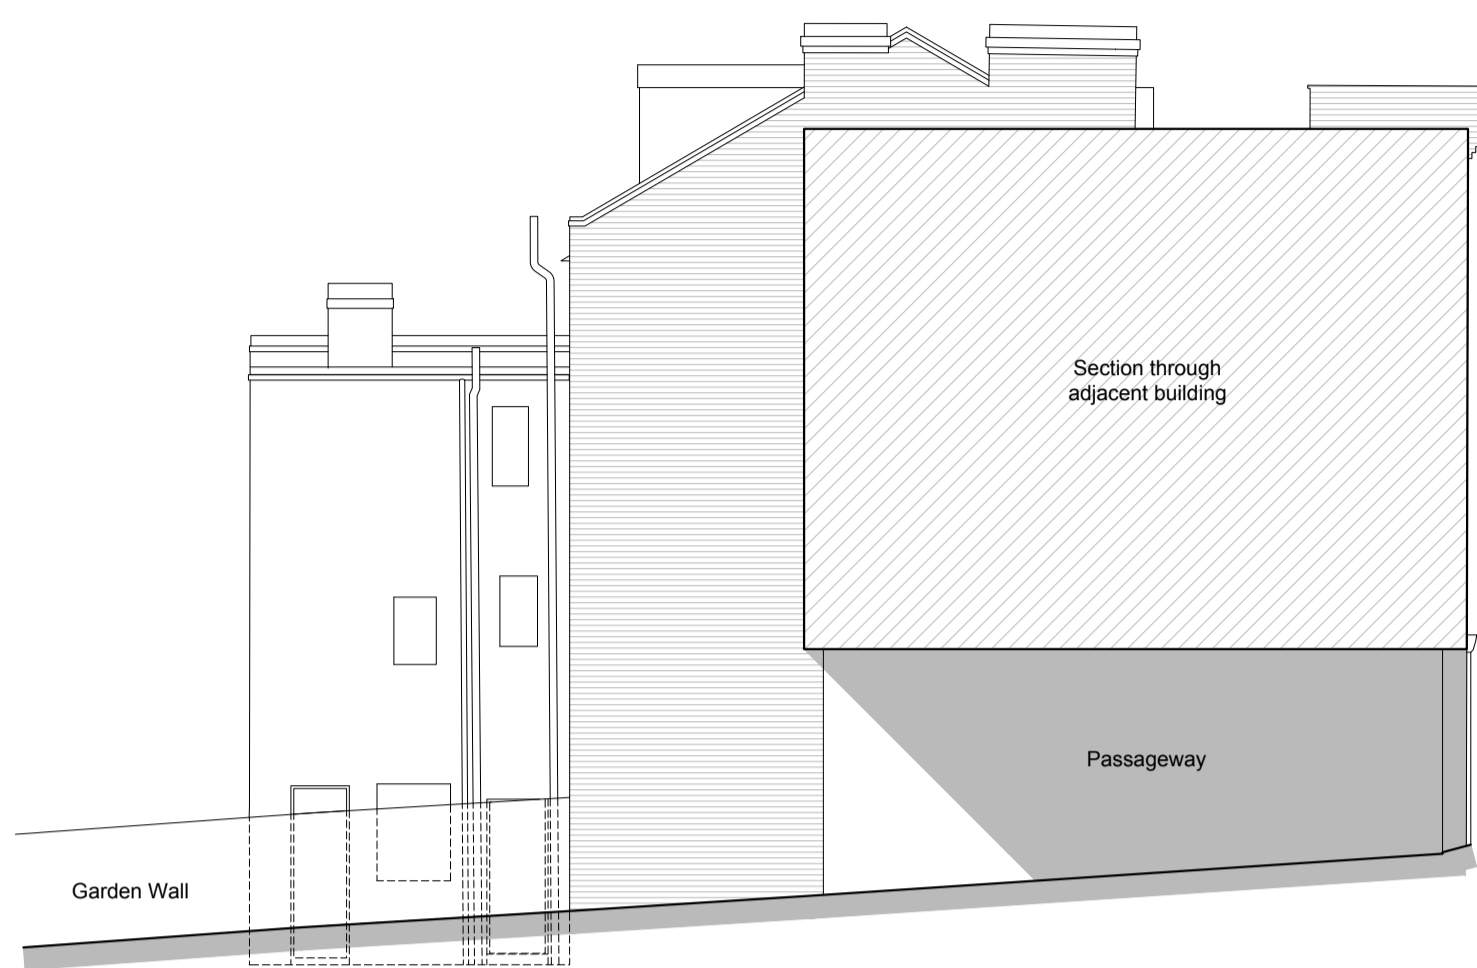 Section through
adjacent building
Passageway
Garden Wall